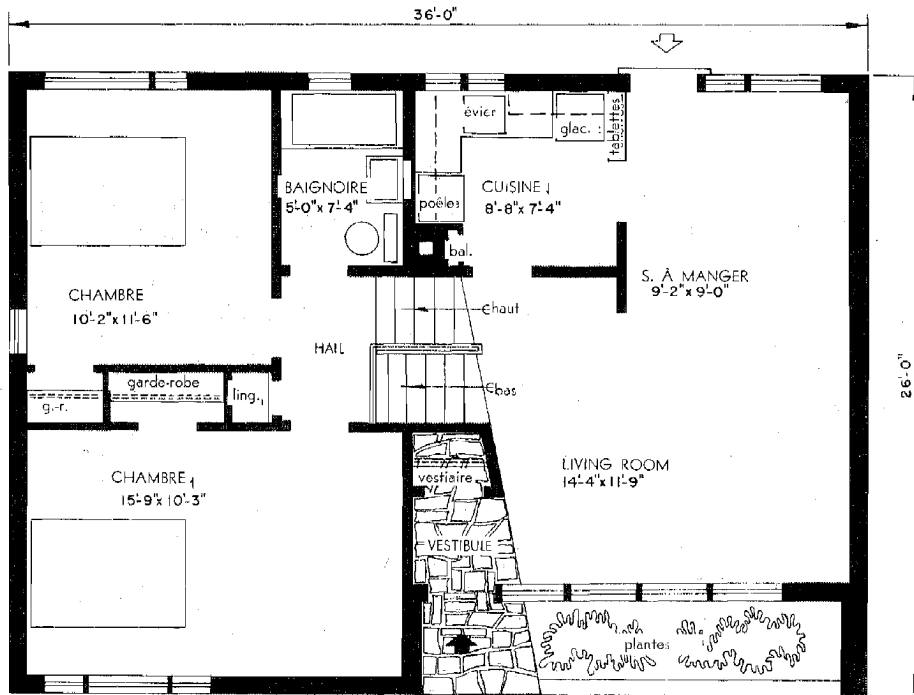 36'-0"
évier
glac.
tablettes
BAIGNOIRE
5'-0" x 7'-4"
CUISINE
8'-8" x 7'-4"
poêle
bal.
S. À MANGER
9'-2" x 9'-0"
CHAMBRE
10'-2" x 11'-6"
haut
HALL
26'-0"
garde-robe
g.-r.
ling.
bas
CHAMBRE
15'-9" x 10'-3"
vestiaire
LIVING ROOM
14'-4" x 11'-9"
VESTIBULE
plantes